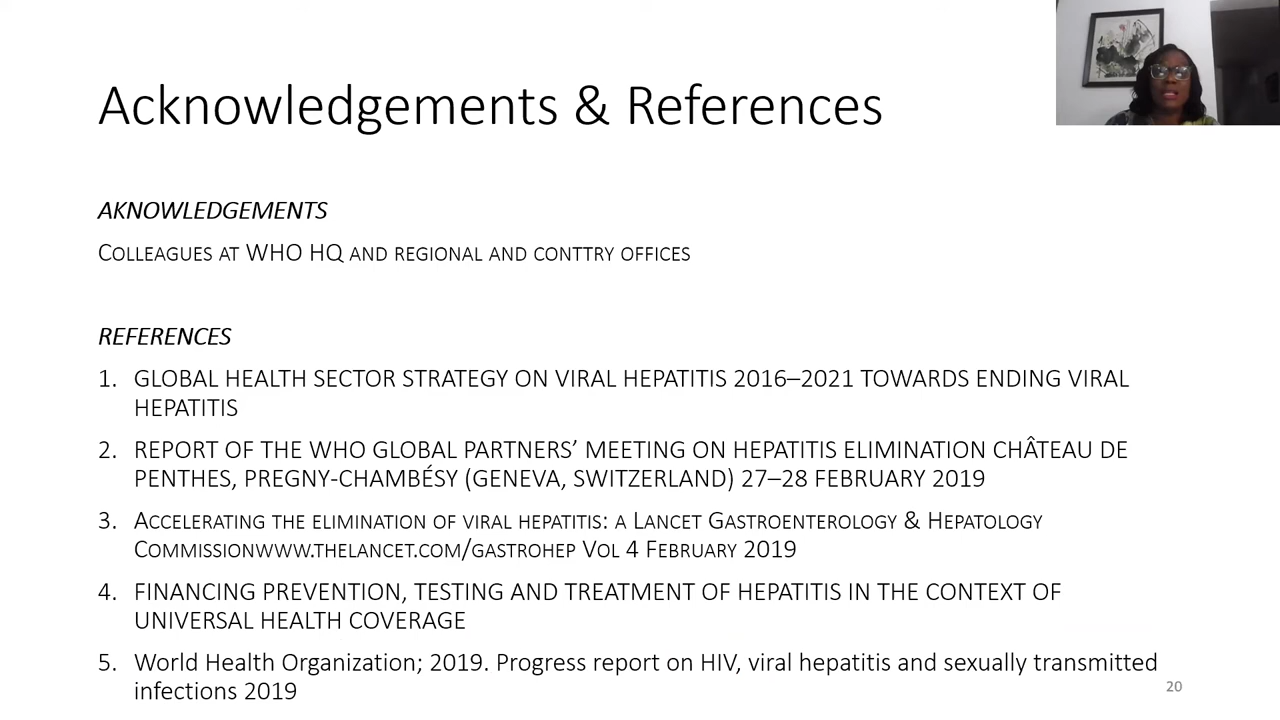 Acknowledgements & References
AKNOWLEDGEMENTS
COLLEAGUES AT WHO HQ AND REGIONAL AND CONTTRY OFFICES
REFERENCES
1. GLOBAL HEALTH SECTOR STRATEGY ON VIRAL HEPATITIS 2016–2021 TOWARDS ENDING VIRAL
HEPATITIS
2. REPORT OF THE WHO GLOBAL PARTNERS’ MEETING ON HEPATITIS ELIMINATION CHÂTEAU DE
PENTHES, PREGNY-CHAMBÉSY (GENEVA, SWITZERLAND) 27–28 FEBRUARY 2019
3. ACCELERATING THE ELIMINATION OF VIRAL HEPATITIS: A LANCET GASTROENTEROLOGY & HEPATOLOGY
COMMISSIONWWW.THELANCET.COM/GASTROHEP VOL 4 FEBRUARY 2019
4. FINANCING PREVENTION, TESTING AND TREATMENT OF HEPATITIS IN THE CONTEXT OF
UNIVERSAL HEALTH COVERAGE
5. World Health Organization; 2019. Progress report on HIV, viral hepatitis and sexually transmitted
infections 2019
20